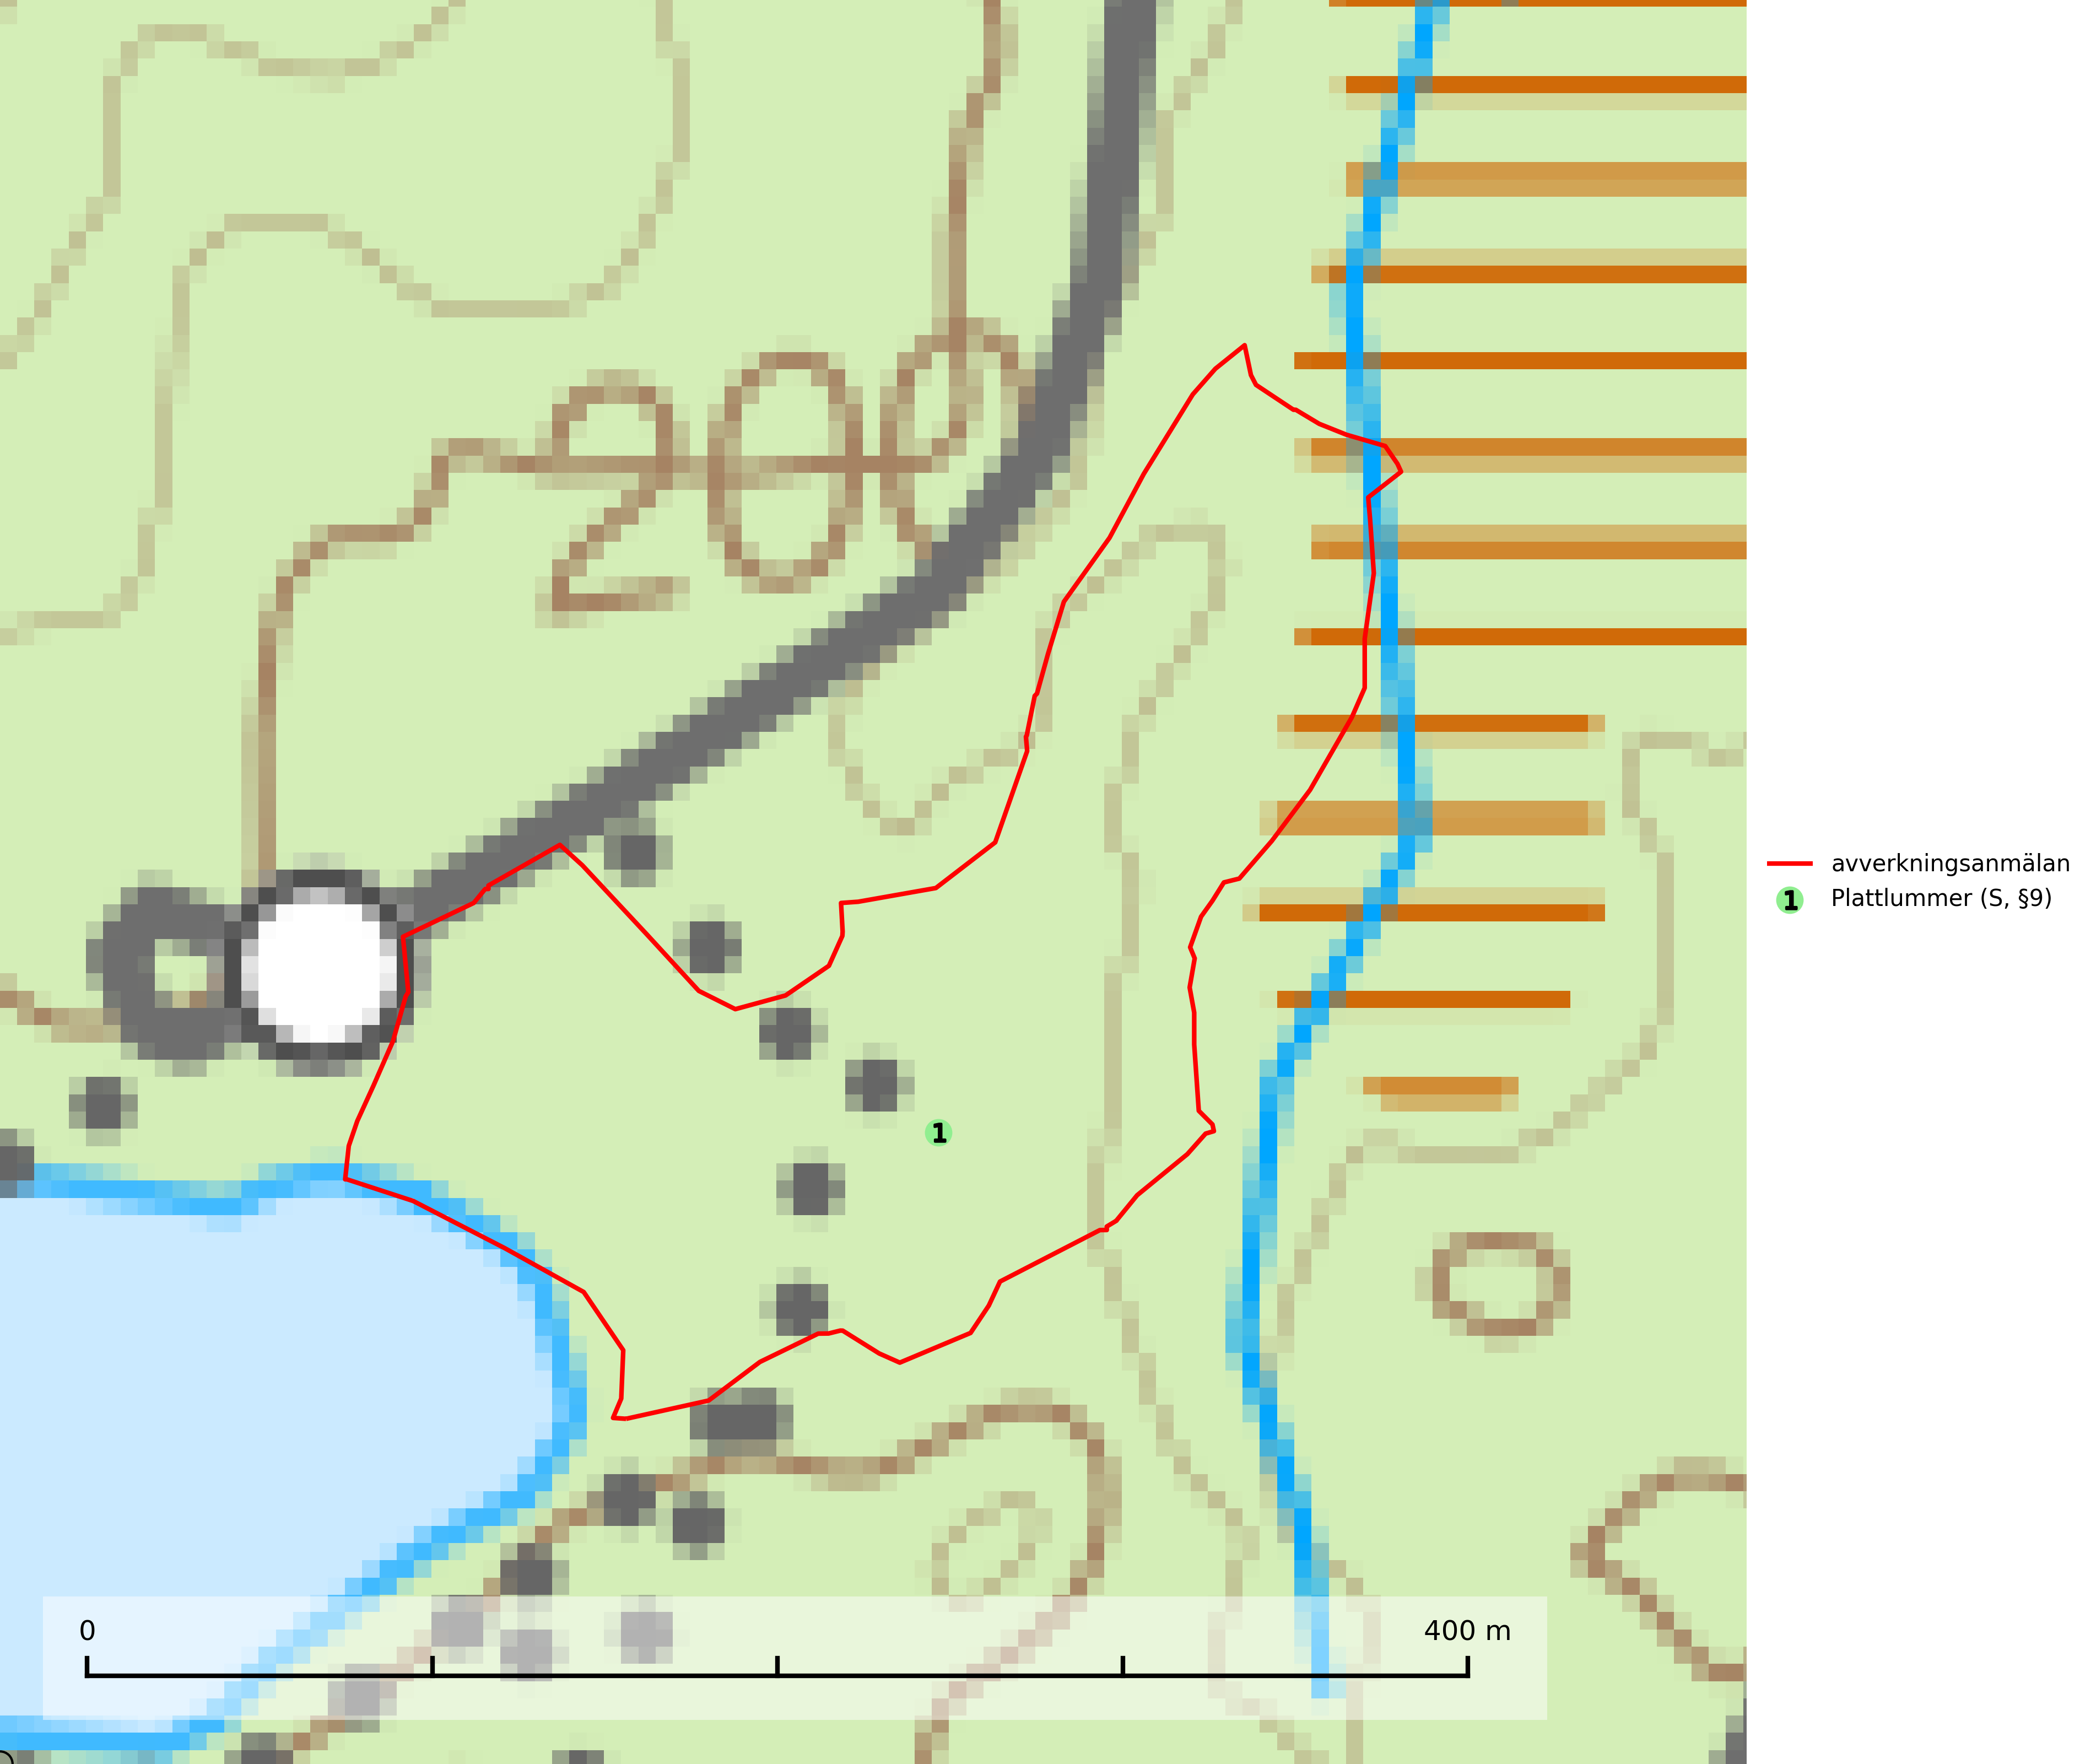 200
avverkningsanmälan
1 Plattlummer (S, §9)
1
0 400 m